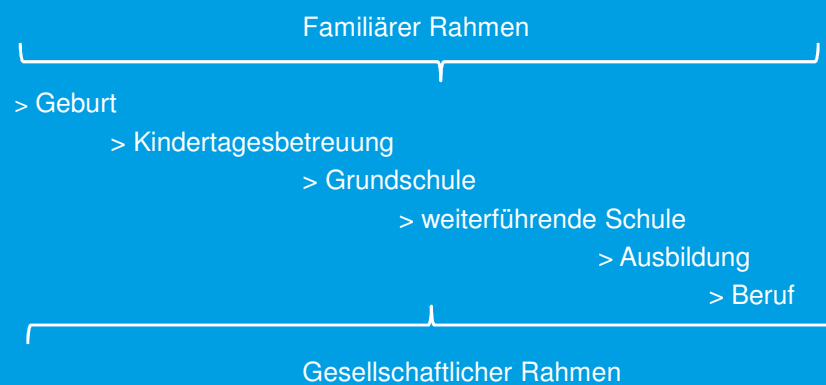 Familiärer Rahmen
> Geburt
> Kindertagesbetreuung
> Grundschule
> weiterführende Schule
> Ausbildung
> Beruf
Gesellschaftlicher Rahmen